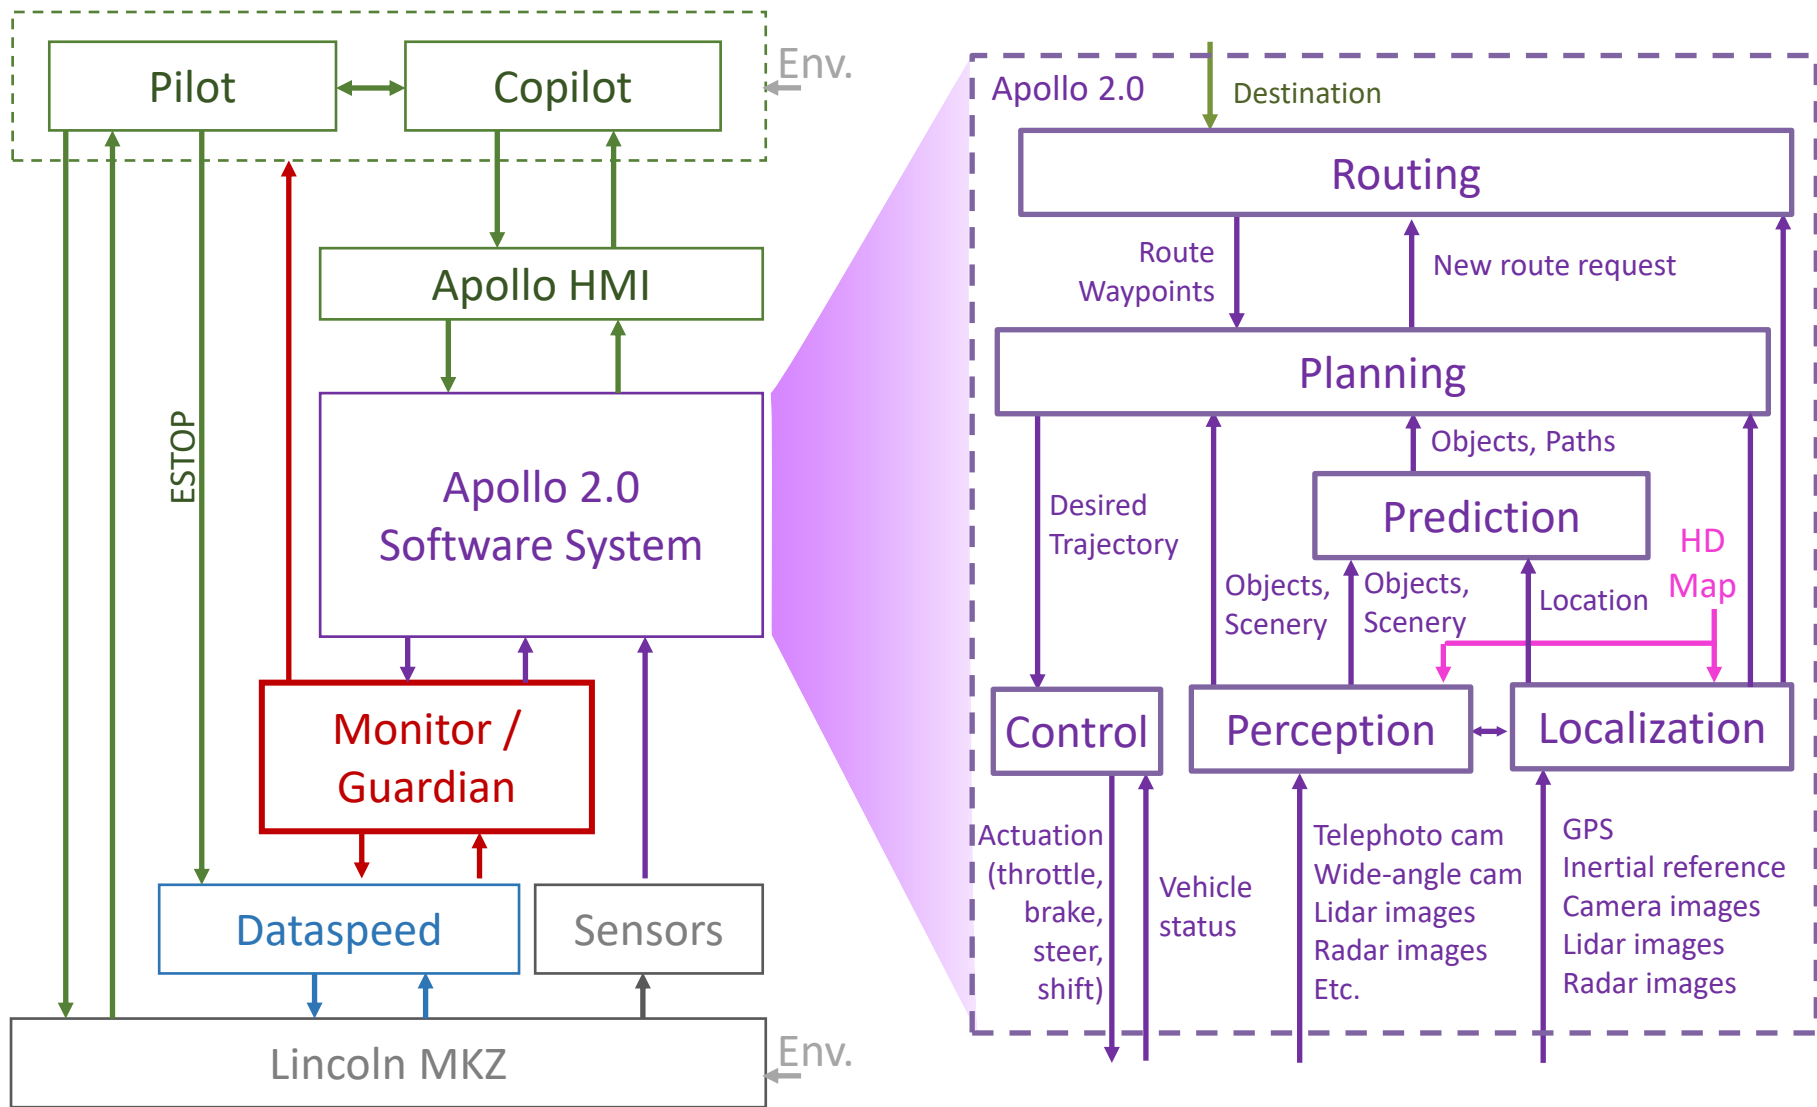 Pilot
Copilot
Env.
Apollo HMI
ESTOP
Apollo 2.0
Software System
Monitor /
Guardian
Dataspeed
Sensors
Lincoln MKZ
Env.
Apollo 2.0
Destination
Routing
Route
Waypoints
New route request
Planning
Objects, Paths
Desired
Trajectory
Prediction
HD
Map
Objects,
Scenery
Objects,
Scenery
Location
Control
Perception
Localization
Actuation
(throttle,
brake,
steer,
shift)
Vehicle
status
Telephoto cam
Wide-angle cam
Lidar images
Radar images
Etc.
GPS
Inertial reference
Camera images
Lidar images
Radar images